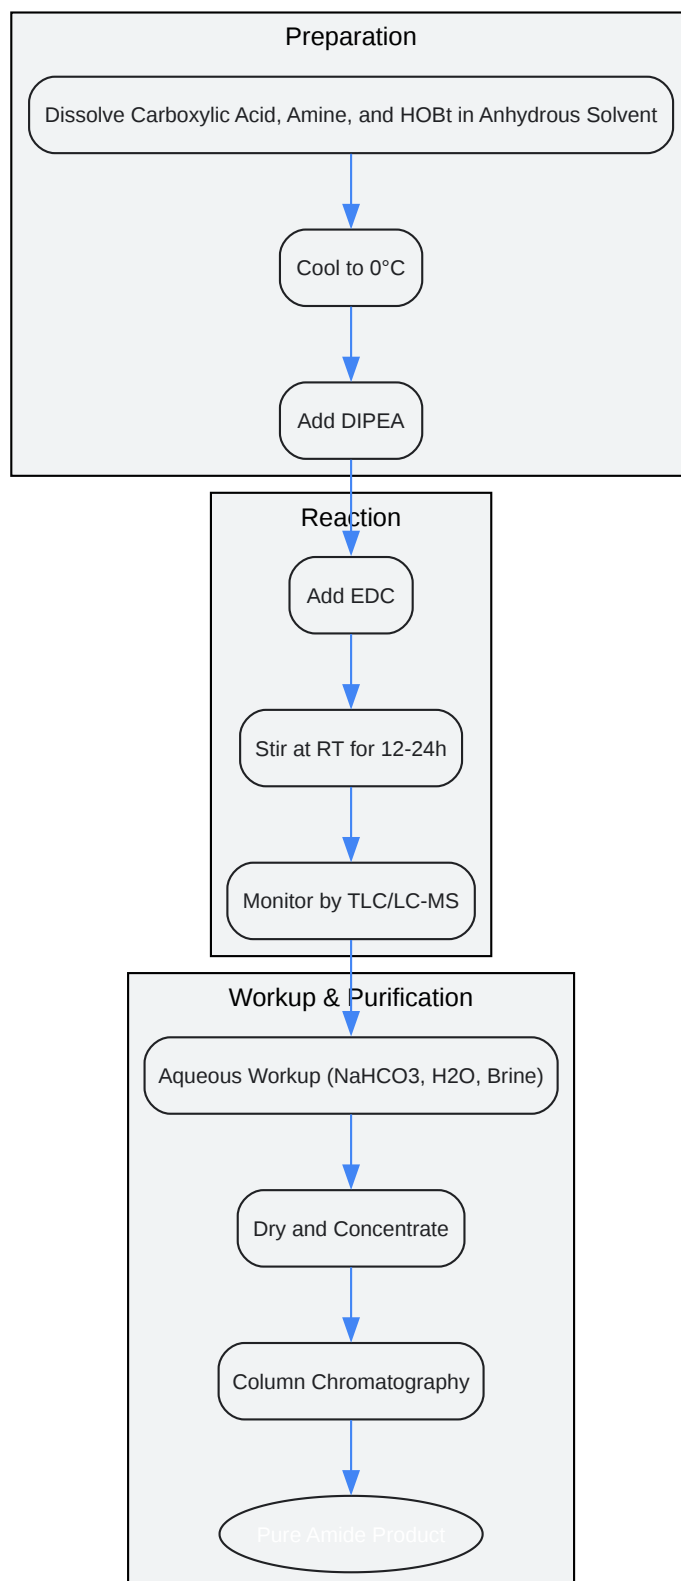 Preparation
Dissolve Carboxylic Acid, Amine, and HOBt in Anhydrous Solvent
Cool to 0°C
Add DIPEA
Reaction
Add EDC
Stir at RT for 12-24h
Monitor by TLC/LC-MS
Workup & Purification
Aqueous Workup (NaHCO3, H2O, Brine)
Dry and Concentrate
Column Chromatography
Pure Amide Product